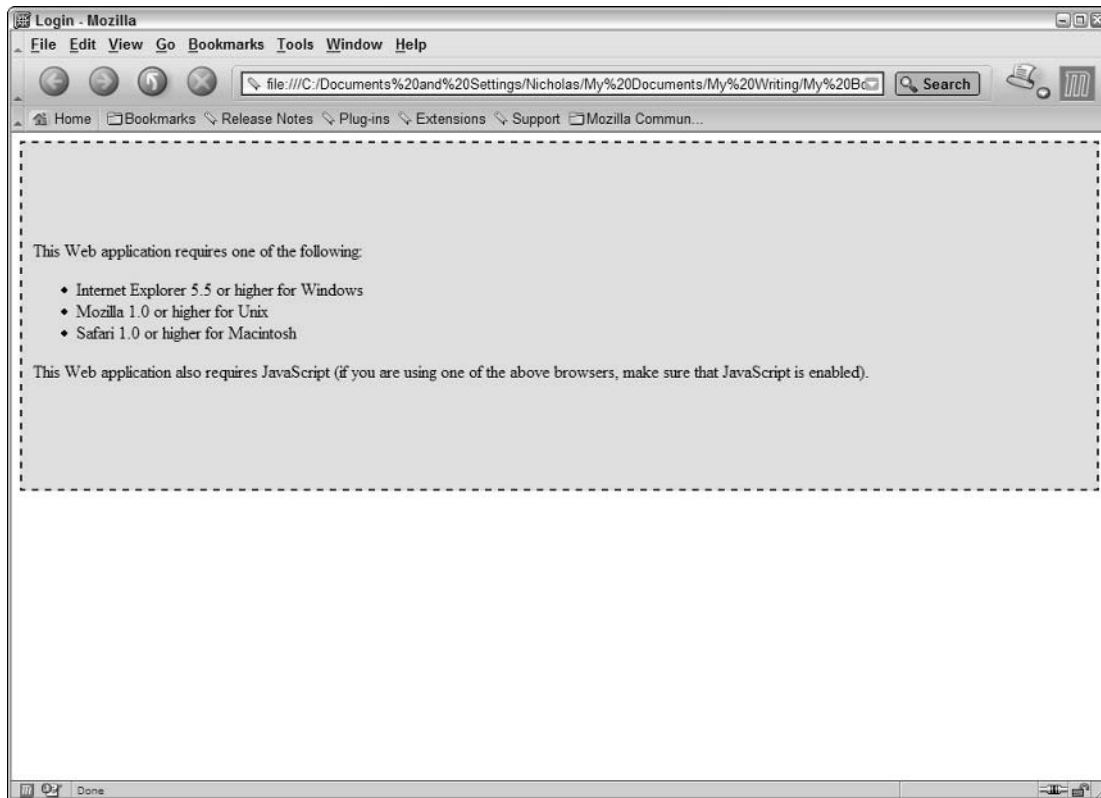 Login - Mozilla
File Edit View Go Bookmarks Tools Window Help
file:///C:/Documents%20and%20Settings/Nicholas/My%20Documents/My%20Writing/My%20Bo Search
Home Bookmarks Release Notes Plug-ins Extensions Support Mozilla Commun...
This Web application requires one of the following:
• Internet Explorer 5.5 or higher for Windows
• Mozilla 1.0 or higher for Unix
• Safari 1.0 or higher for Macintosh
This Web application also requires JavaScript (if you are using one of the above browsers, make sure that JavaScript is enabled).
Done